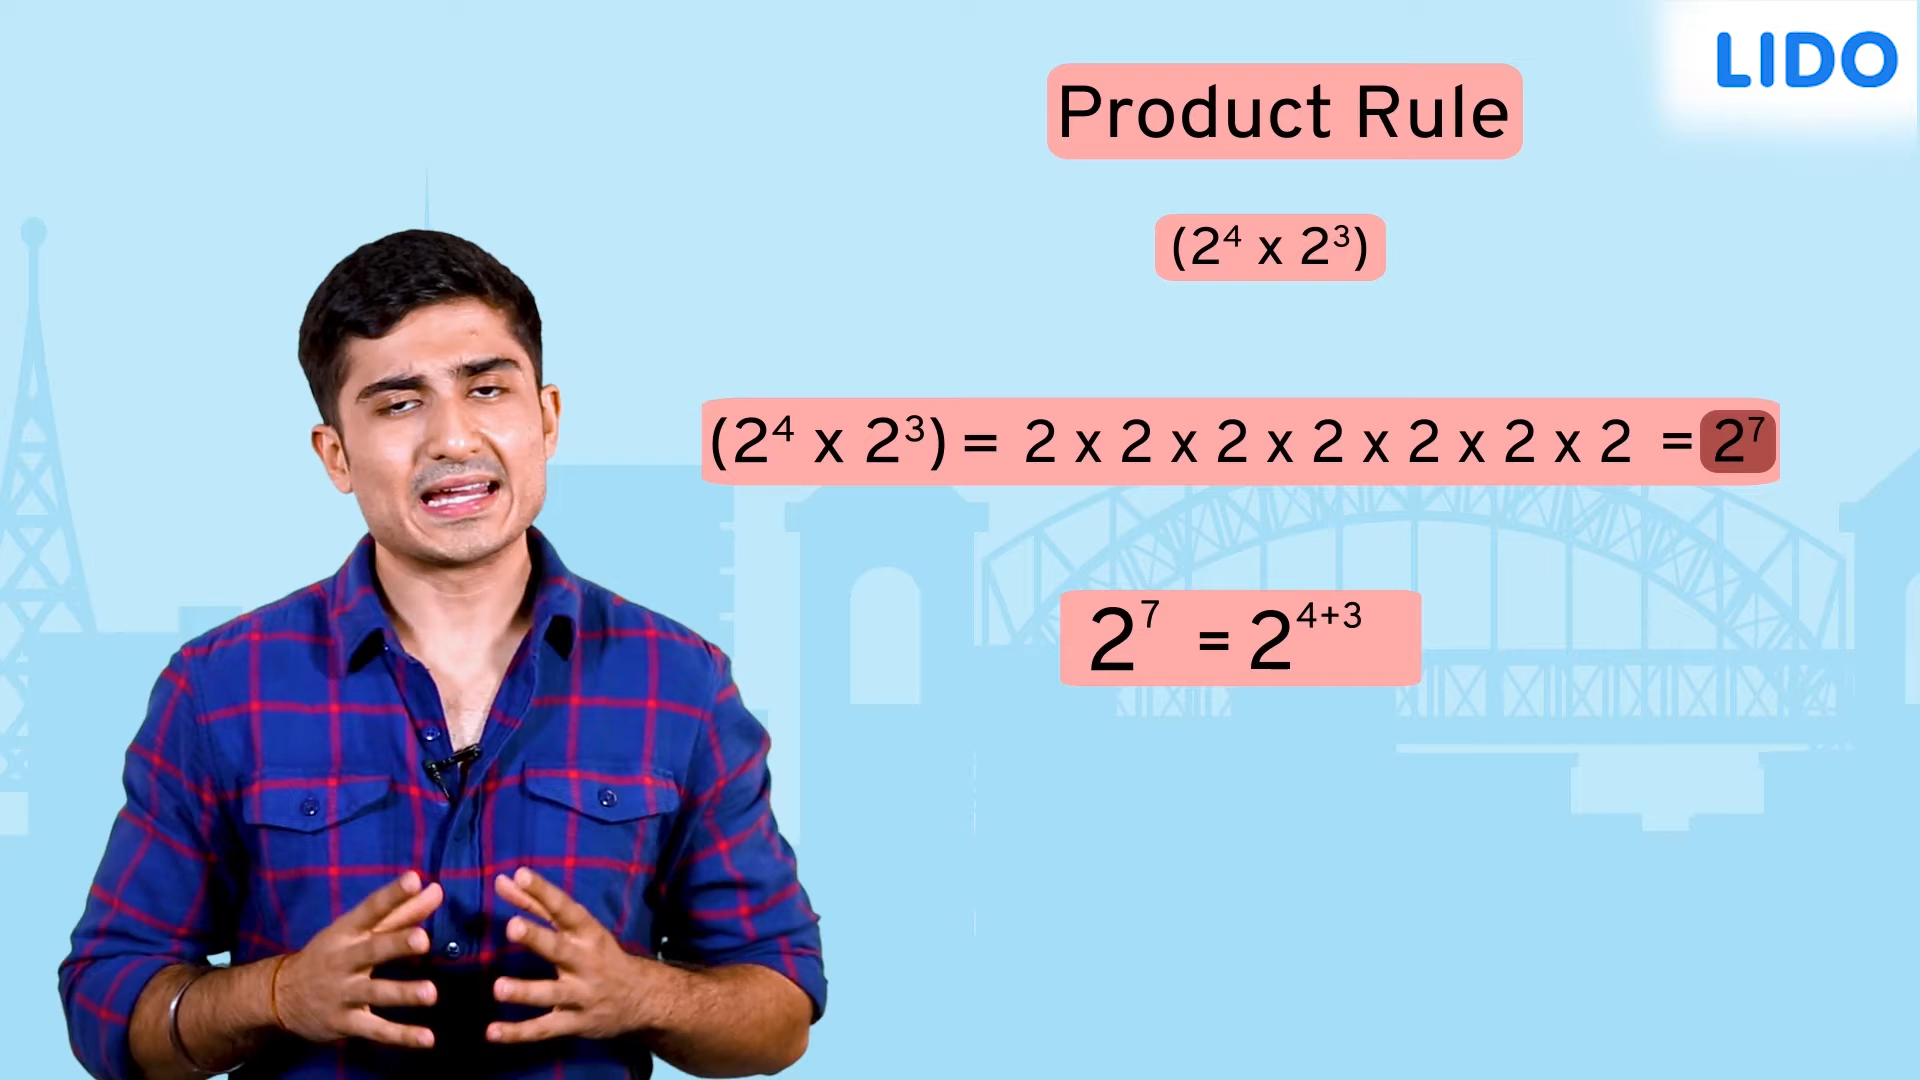 LIDO
Product Rule
(2⁴ x 2³)
(2⁴ x 2³) = 2 x 2 x 2 x 2 x 2 x 2 x 2 = 2⁷
2⁷ = 2⁴⁺³